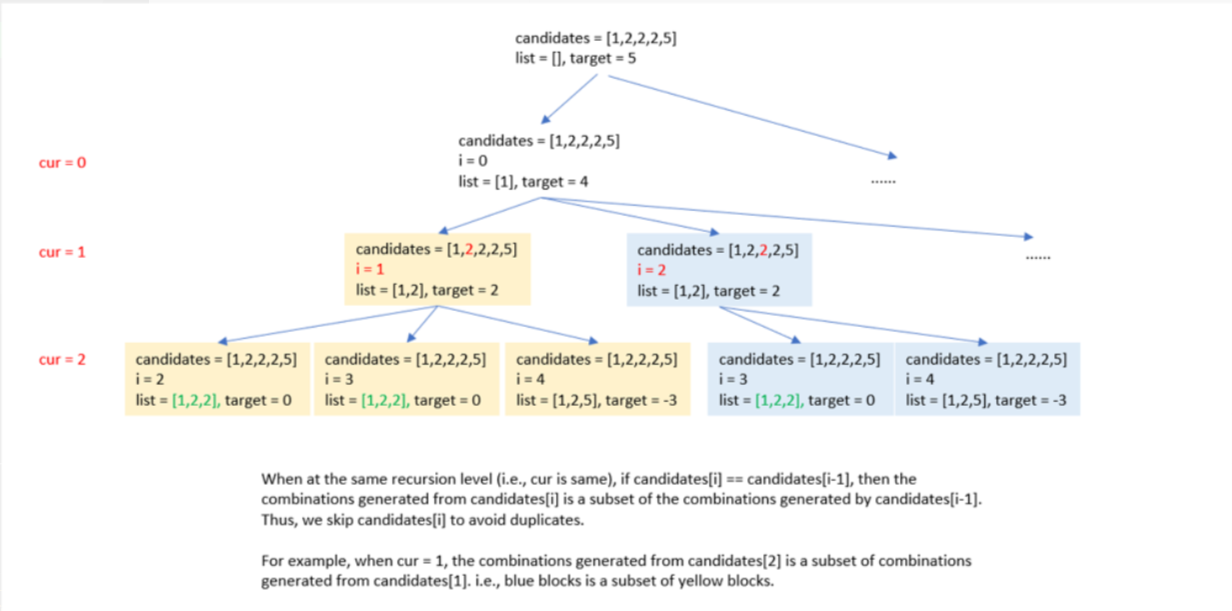 candidates = [1,2,2,2,5]
list = [], target = 5
cur = 0
candidates = [1,2,2,2,5]
i = 0
list = [1], target = 4
......
cur = 1
candidates = [1,2,2,2,5]
i = 1
list = [1,2], target = 2
candidates = [1,2,2,2,5]
i = 2
list = [1,2], target = 2
......
cur = 2
candidates = [1,2,2,2,5]
i = 2
list = [1,2,2], target = 0
candidates = [1,2,2,2,5]
i = 3
list = [1,2,2], target = 0
candidates = [1,2,2,2,5]
i = 4
list = [1,2,5], target = -3
candidates = [1,2,2,2,5]
i = 3
list = [1,2,2], target = 0
candidates = [1,2,2,2,5]
i = 4
list = [1,2,5], target = -3
When at the same recursion level (i.e., cur is same), if candidates[i] == candidates[i-1], then the
combinations generated from candidates[i] is a subset of the combinations generated by candidates[i-1].
Thus, we skip candidates[i] to avoid duplicates.
For example, when cur = 1, the combinations generated from candidates[2] is a subset of combinations
generated from candidates[1]. i.e., blue blocks is a subset of yellow blocks.